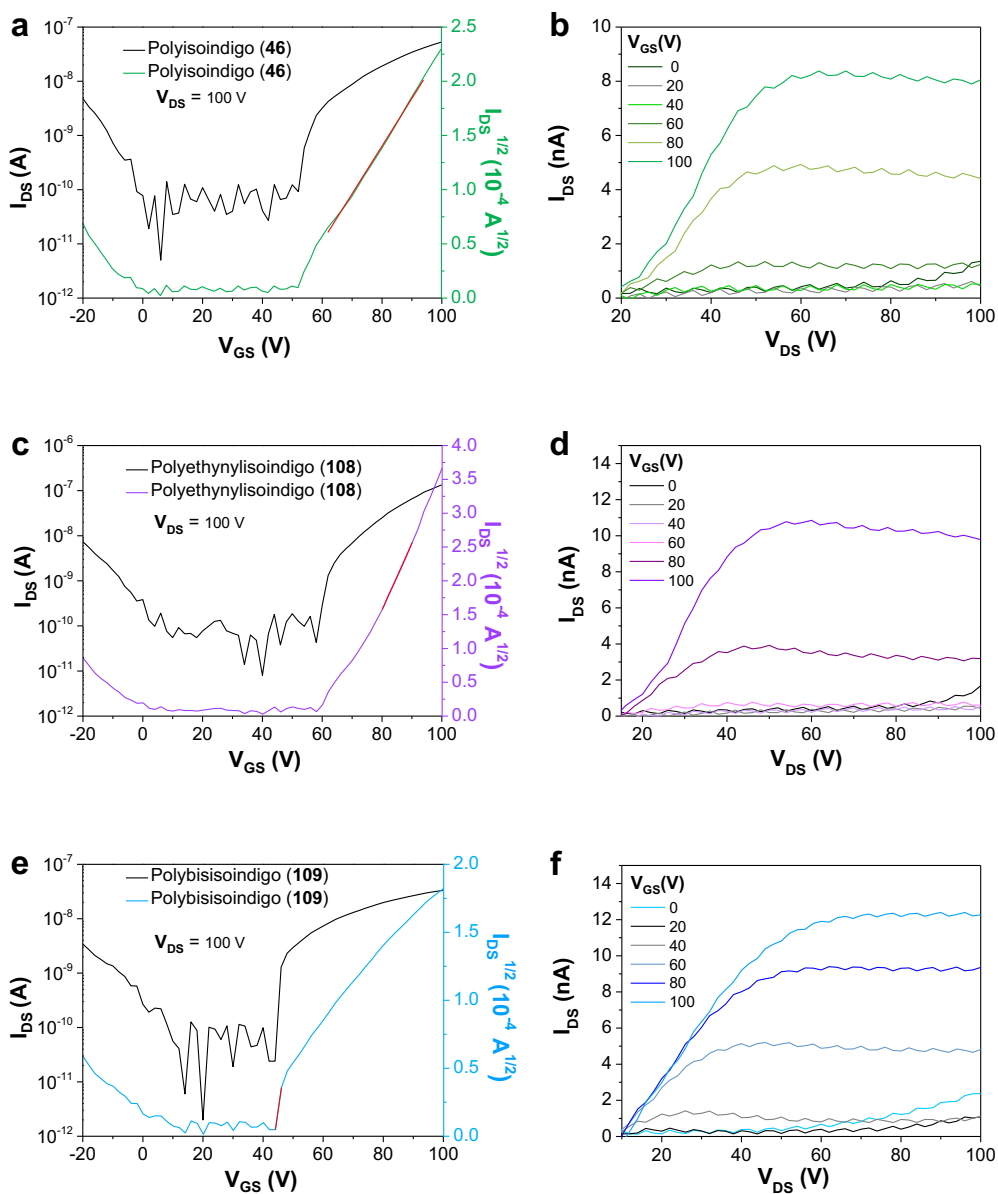 a
Polyisoindigo (46)
Polyisoindigo (46)
V_DS = 100 V
10^-7
10^-8
10^-9
10^-10
10^-11
10^-12
I_DS (A)
2.5
2.0
1.5
1.0
0.5
0.0
I_DS^1/2 (10^-4 A^1/2)
-20 0 20 40 60 80 100
V_GS (V)
b
V_GS(V)
0
20
40
60
80
100
10
8
6
4
2
0
I_DS (nA)
20 40 60 80 100
V_DS (V)
c
Polyethynylisoindigo (108)
Polyethynylisoindigo (108)
V_DS = 100 V
10^-6
10^-7
10^-8
10^-9
10^-10
10^-11
10^-12
I_DS (A)
4.0
3.5
3.0
2.5
2.0
1.5
1.0
0.5
0.0
I_DS^1/2 (10^-4 A^1/2)
-20 0 20 40 60 80 100
V_GS (V)
d
V_GS(V)
0
20
40
60
80
100
14
12
10
8
6
4
2
0
I_DS (nA)
20 40 60 80 100
V_DS (V)
e
Polybisisoindigo (109)
Polybisisoindigo (109)
V_DS = 100 V
10^-7
10^-8
10^-9
10^-10
10^-11
10^-12
I_DS (A)
2.0
1.5
1.0
0.5
0.0
I_DS^1/2 (10^-4 A^1/2)
-20 0 20 40 60 80 100
V_GS (V)
f
V_GS(V)
0
20
40
60
80
100
14
12
10
8
6
4
2
0
I_DS (nA)
20 40 60 80 100
V_DS (V)